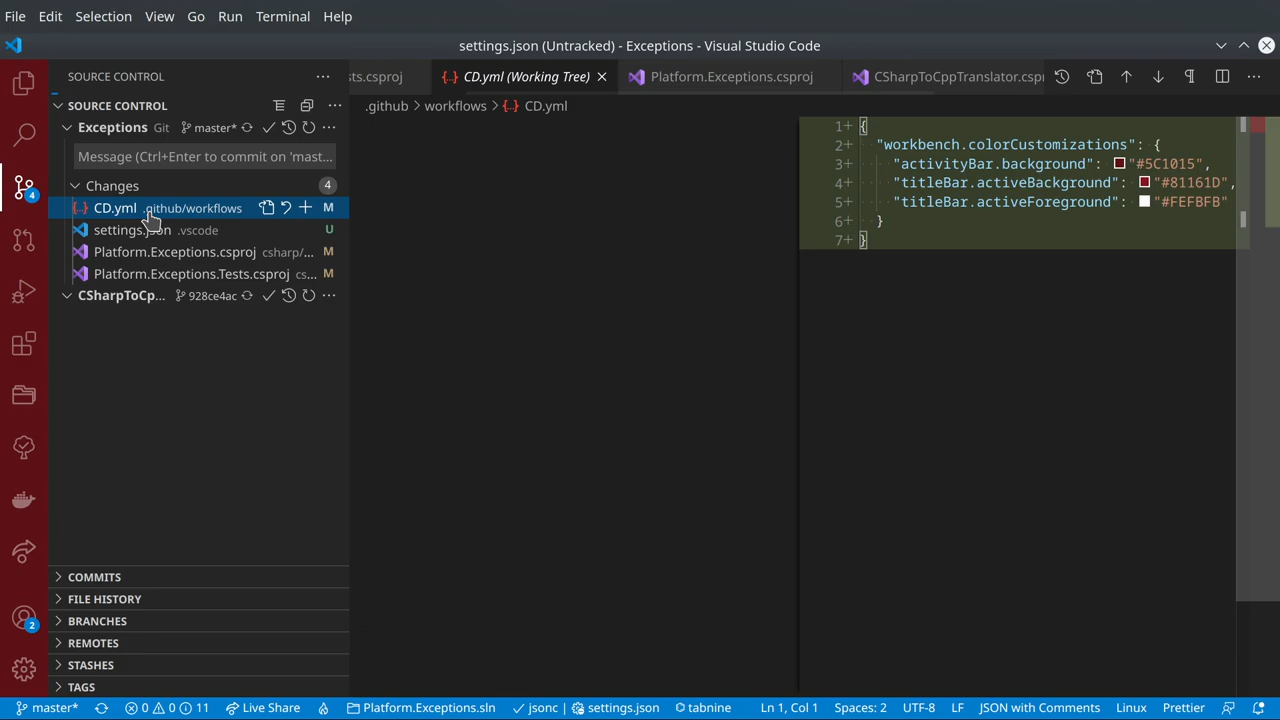 File Edit Selection View Go Run Terminal Help
settings.json (Untracked) - Exceptions - Visual Studio Code
SOURCE CONTROL
sts.csproj
CD.yml (Working Tree)
Platform.Exceptions.csproj
CSharpToCppTranslator.cspr
SOURCE CONTROL
.github workflows CD.yml
Exceptions Git master*
Message (Ctrl+Enter to commit on 'mast...
Changes 4
CD.yml .github/workflows M
settings.json .vscode U
Platform.Exceptions.csproj csharp/... M
Platform.Exceptions.Tests.csproj cs... M
CSharpToCp... 928ce4ac
1+ {
2+ "workbench.colorCustomizations": {
3+ "activityBar.background": "#5C1015",
4+ "titleBar.activeBackground": "#81161D",
5+ "titleBar.activeForeground": "#FEFBFB"
6+ }
7+ }
4
2
COMMITS
FILE HISTORY
BRANCHES
REMOTES
STASHES
TAGS
master* 0 0 11 Live Share Platform.Exceptions.sln jsonc settings.json tabnine Ln 1, Col 1 Spaces: 2 UTF-8 LF JSON with Comments Linux Prettier